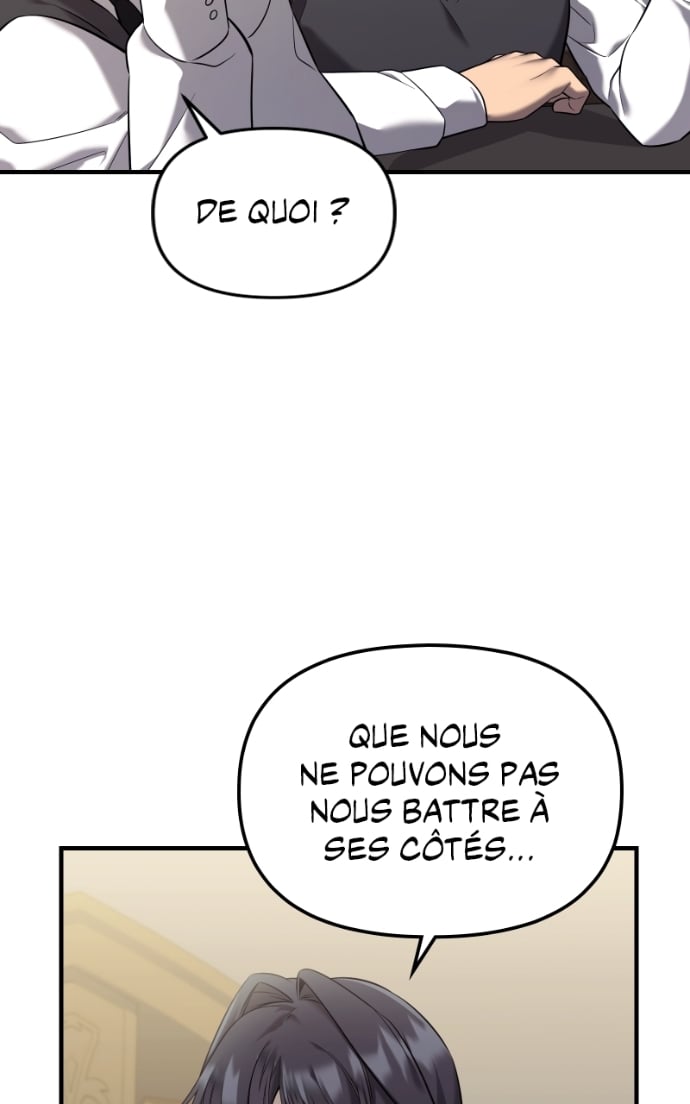 DE QUOI ?
QUE NOUS
NE POUVONS PAS
NOUS BATTRE À
SES CÔTÉS...